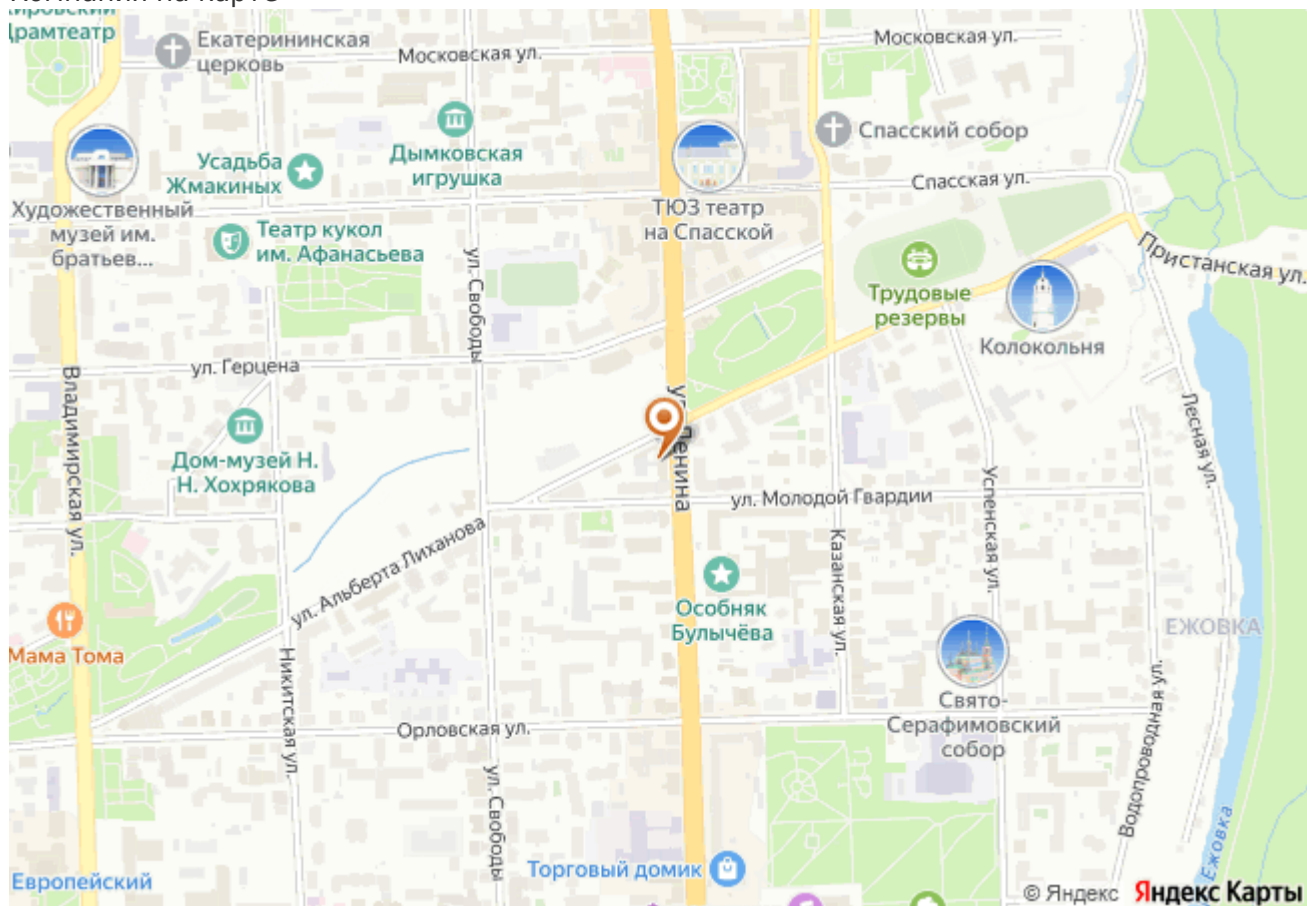 Компания на карте
Кировский
Драмтеатр
Екатерининская
церковь
Московская ул.
Московская ул.
Усадьба
Жмакиных
Дымковская
игрушка
Спасский собор
Спасская ул.
Художественный
музей им.
братьев...
Театр кукол
им. Афанасьева
ТЮЗ театр
на Спасской
ул. Свободы
Трудовые
резервы
Пристанская ул.
Колокольня
ул. Герцена
Владимирская ул.
ул. Ленина
Лесная ул.
Дом-музей Н.
Н. Хохрякова
ул. Молодой Гвардии
Успенская ул.
Казанская ул.
ул. Альберта Лиханова
Особняк
Булычёва
ЕЖОВКА
Мама Тома
Никитская ул.
Свято-
Серафимовский
собор
Орловская ул.
Водопроводная ул.
ул. Свободы
Торговый домик
Ежовка
Европейский
© Яндекс Яндекс Карты